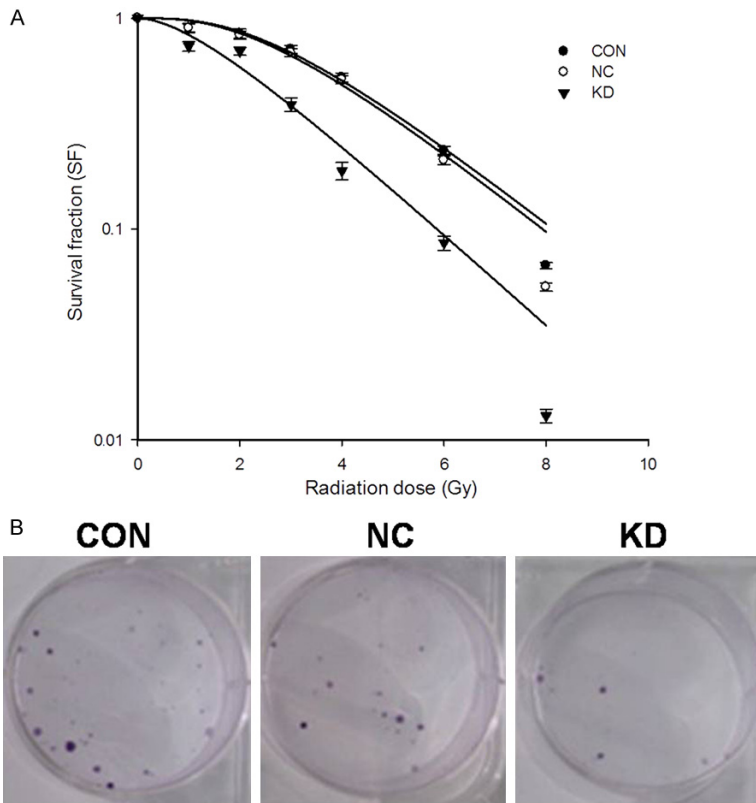 A
1
0.1
0.01
Survival fraction (SF)
0 2 4 6 8 10
Radiation dose (Gy)
CON
NC
KD
B
CON NC KD